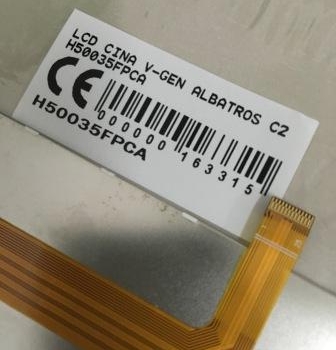 LCD CINA V-GEN ALBATROS C2
H50035FPCA
CE
000000 163315
H50035FPCA